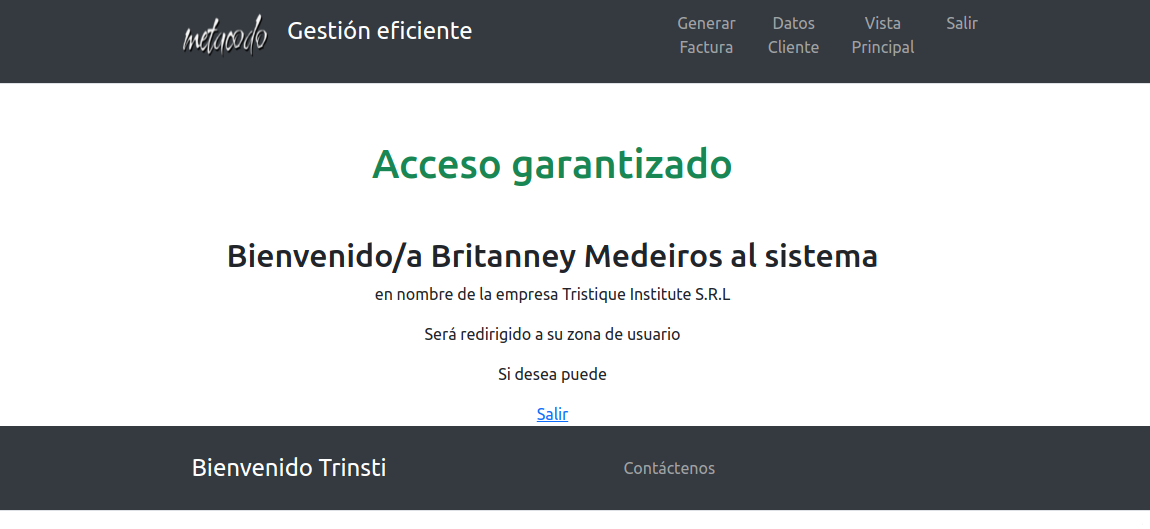 metacodo
Gestión eficiente
Generar
Factura
Datos
Cliente
Vista
Principal
Salir
Acceso garantizado
Bienvenido/a Britanney Medeiros al sistema
en nombre de la empresa Tristique Institute S.R.L
Será redirigido a su zona de usuario
Si desea puede
Salir
Bienvenido Trinsti
Contáctenos